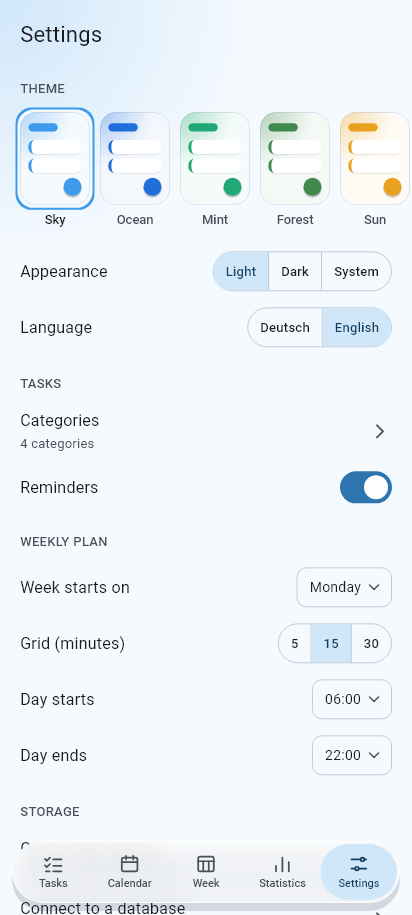 Settings
THEME
Sky Ocean Mint Forest Sun
Appearance Light Dark System
Language Deutsch English
TASKS
Categories
4 categories
Reminders
WEEKLY PLAN
Week starts on Monday
Grid (minutes) 5 15 30
Day starts 06:00
Day ends 22:00
STORAGE
Tasks Calendar Week Statistics Settings
Connect to a database